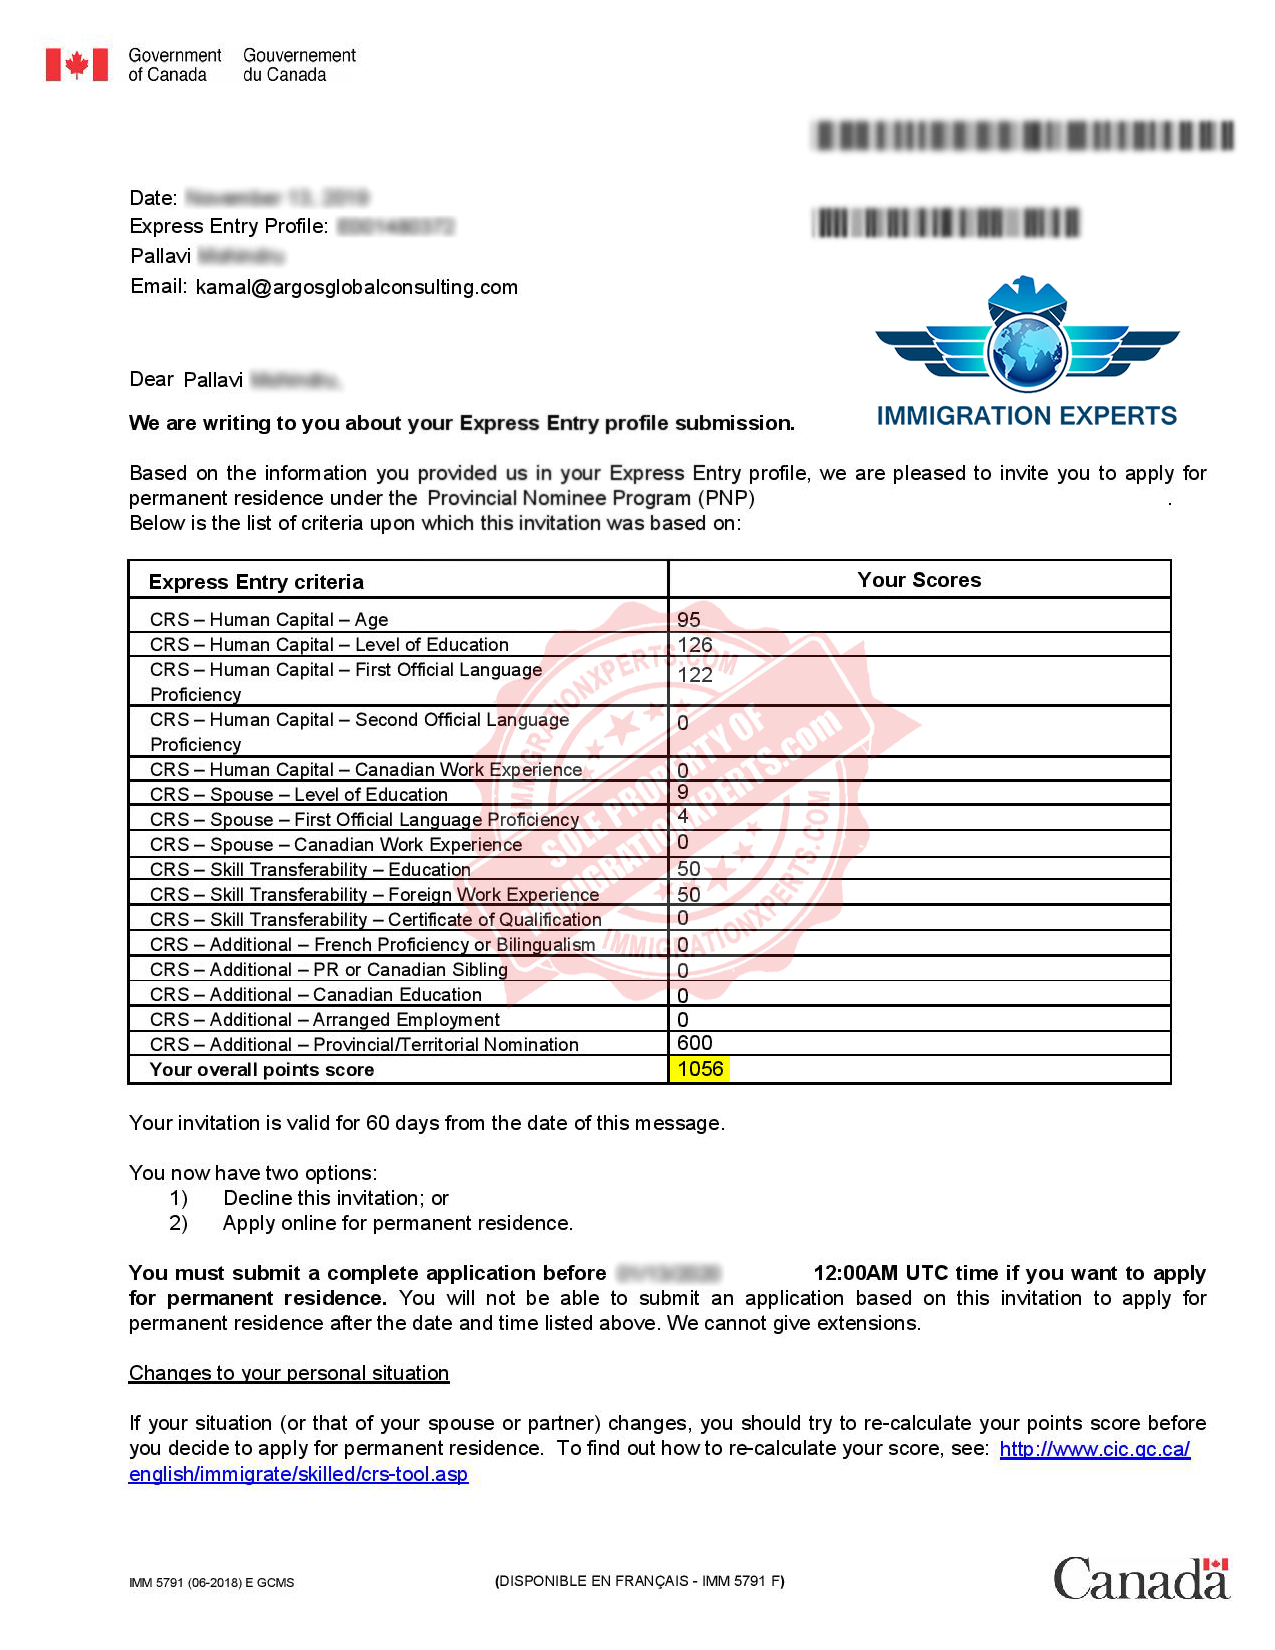 Government of Canada
Gouvernement du Canada
Date:
Express Entry Profile:
Pallavi
Email: kamal@argosglobalconsulting.com
IMMIGRATION EXPERTS
Dear Pallavi
We are writing to you about your Express Entry profile submission.
Based on the information you provided us in your Express Entry profile, we are pleased to invite you to apply for
permanent residence under the Provincial Nominee Program (PNP) .
Below is the list of criteria upon which this invitation was based on:
Express Entry criteria Your Scores
CRS – Human Capital – Age 95
CRS – Human Capital – Level of Education 126
CRS – Human Capital – First Official Language
Proficiency 122
CRS – Human Capital – Second Official Language
Proficiency 0
CRS – Human Capital – Canadian Work Experience 0
CRS – Spouse – Level of Education 9
CRS – Spouse – First Official Language Proficiency 4
CRS – Spouse – Canadian Work Experience 0
CRS – Skill Transferability – Education 50
CRS – Skill Transferability – Foreign Work Experience 50
CRS – Skill Transferability – Certificate of Qualification 0
CRS – Additional – French Proficiency or Bilingualism 0
CRS – Additional – PR or Canadian Sibling 0
CRS – Additional – Canadian Education 0
CRS – Additional – Arranged Employment 0
CRS – Additional – Provincial/Territorial Nomination 600
Your overall points score 1056
IMMIGRATIONXPERTS.COM
SOLE PROPERTY OF
IMMIGRATIONXPERTS.com
IMMIGRATIONXPERTS.COM
Your invitation is valid for 60 days from the date of this message.
You now have two options:
1) Decline this invitation; or
2) Apply online for permanent residence.
You must submit a complete application before 12:00AM UTC time if you want to apply
for permanent residence. You will not be able to submit an application based on this invitation to apply for
permanent residence after the date and time listed above. We cannot give extensions.
Changes to your personal situation
If your situation (or that of your spouse or partner) changes, you should try to re-calculate your points score before
you decide to apply for permanent residence. To find out how to re-calculate your score, see: http://www.cic.gc.ca/
english/immigrate/skilled/crs-tool.asp
IMM 5791 (06-2018) E GCMS
(DISPONIBLE EN FRANÇAIS - IMM 5791 F)
Canada